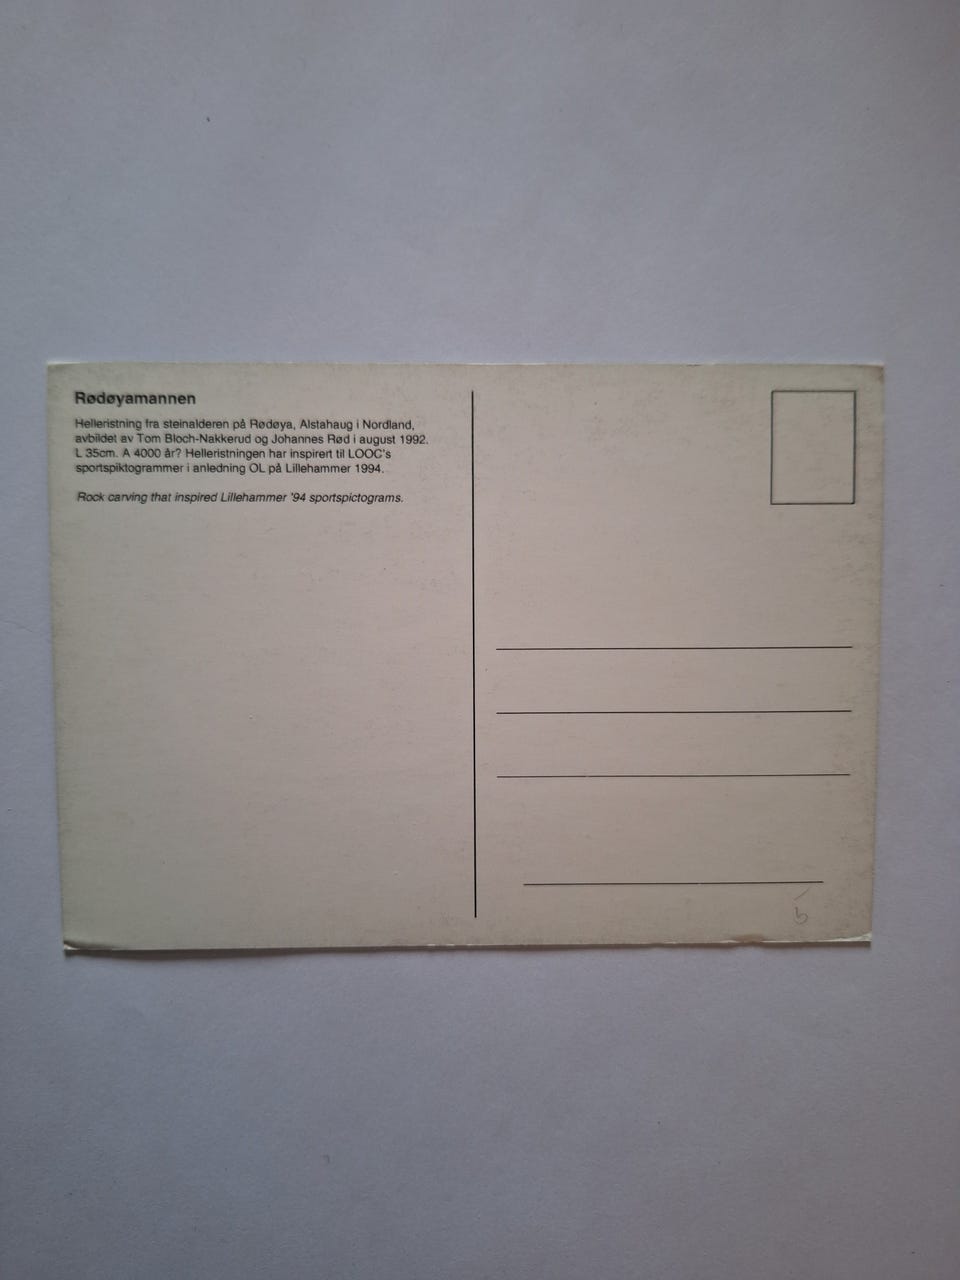 Rødøyamannen
Helleristning fra steinalderen på Rødøya, Alstahaug i Nordland,
avbildet av Tom Bloch-Nakkerud og Johannes Rød i august 1992.
L 35cm. A 4000 år? Helleristningen har inspirert til LOOC's
sportspiktogrammer i anledning OL på Lillehammer 1994.
Rock carving that inspired Lillehammer '94 sportspictograms.